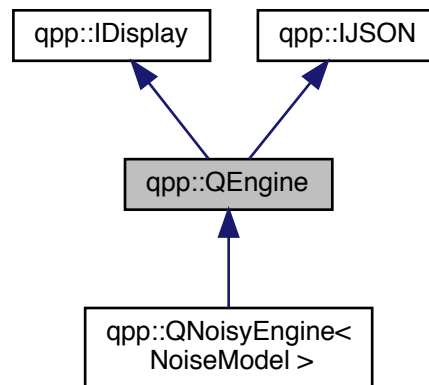 qpp::IDisplay
qpp::IJSON
qpp::QEngine
qpp::QNoisyEngine<
NoiseModel >